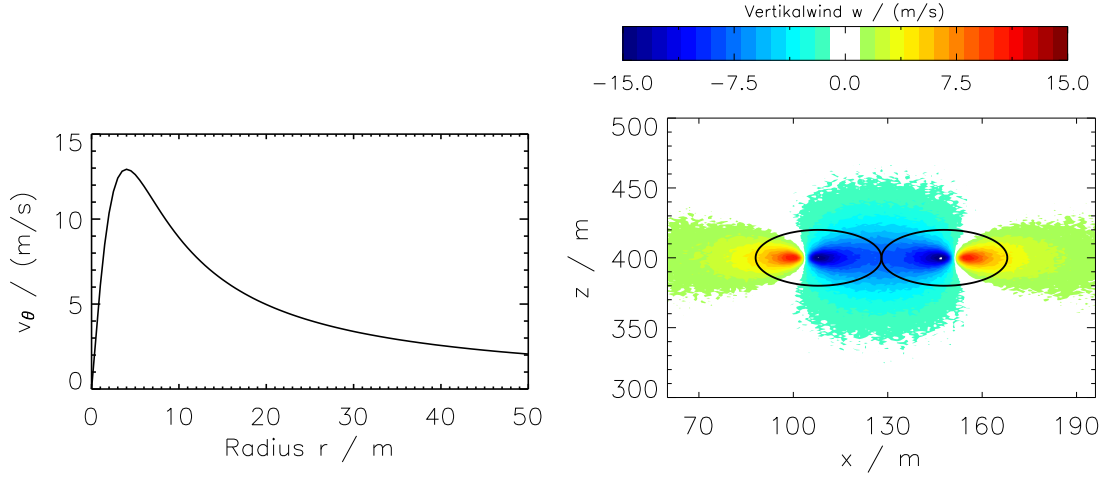 Vertikalwind w / (m/s)
−15.0 −7.5 0.0 7.5 15.0
15
10
5
0
v_θ / (m/s)
0 10 20 30 40 50
Radius r / m
500
450
400
350
300
z / m
70 100 130 160 190
x / m